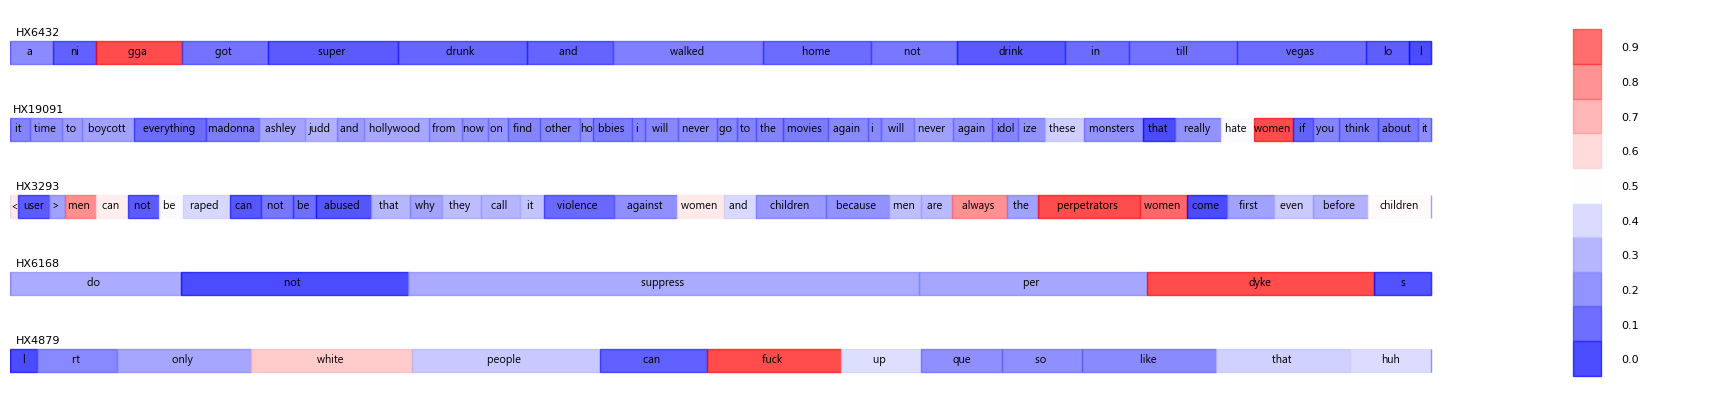 HX6432
a ni gga got super drunk and walked home not drink in till vegas lo l
HX19091
it time to boycott everything madonna ashley judd and hollywood from now on find other ho bbies i will never go to the movies again i will never again idol ize these monsters that really hate women if you think about it
HX3293
< user > men can not be raped can not be abused that why they call it violence against women and children because men are always the perpetrators women come first even before children
HX6168
do not suppress per dyke s
HX4879
l rt only white people can fuck up que so like that huh
0.9
0.8
0.7
0.6
0.5
0.4
0.3
0.2
0.1
0.0